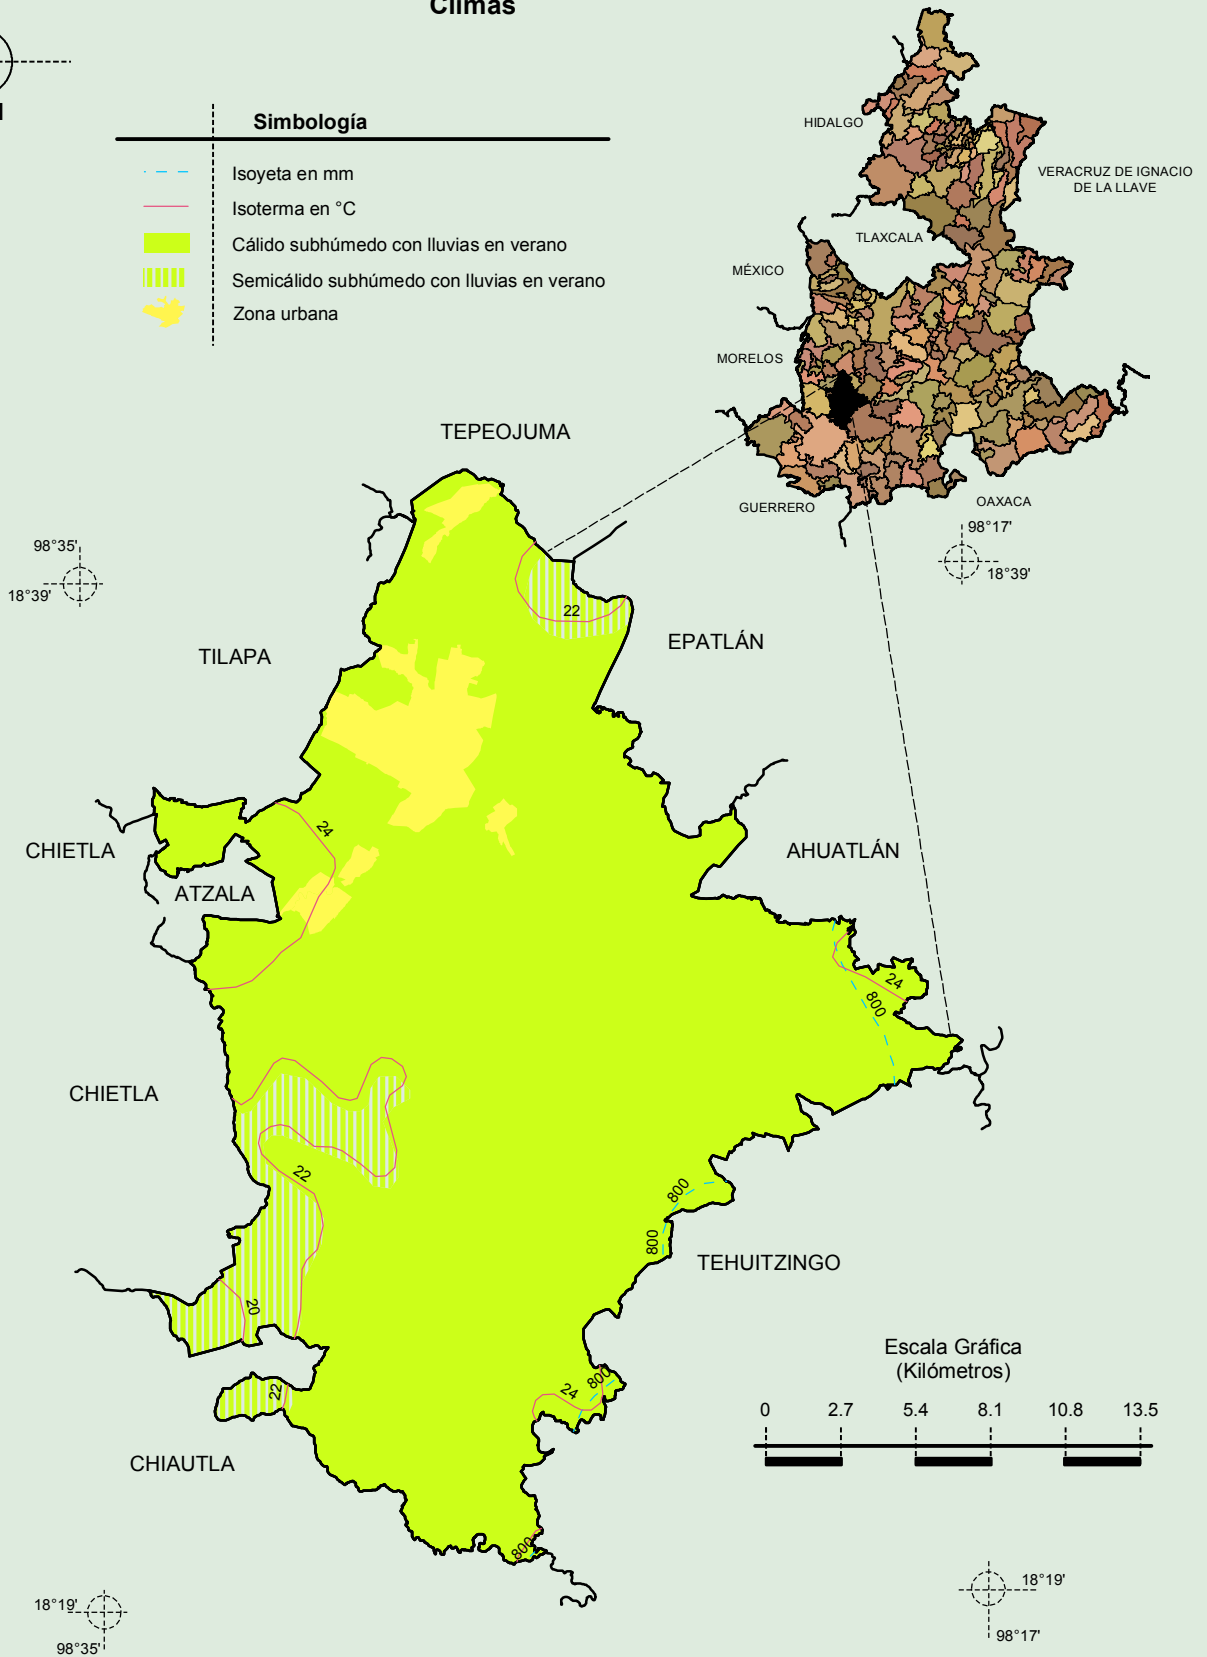 Climas
Simbología
Isoyeta en mm
Isoterma en °C
Cálido subhúmedo con lluvias en verano
Semicálido subhúmedo con lluvias en verano
Zona urbana
HIDALGO
VERACRUZ DE IGNACIO
DE LA LLAVE
TLAXCALA
MÉXICO
MORELOS
GUERRERO
OAXACA
98°17'
18°39'
98°35'
18°39'
TEPEOJUMA
22
EPATLÁN
TILAPA
24
CHIETLA
ATZALA
AHUATLÁN
24
800
CHIETLA
22
800
800
TEHUITZINGO
20
22
24
800
CHIAUTLA
800
Escala Gráfica
(Kilómetros)
0 2.7 5.4 8.1 10.8 13.5
18°19'
98°35'
18°19'
98°17'